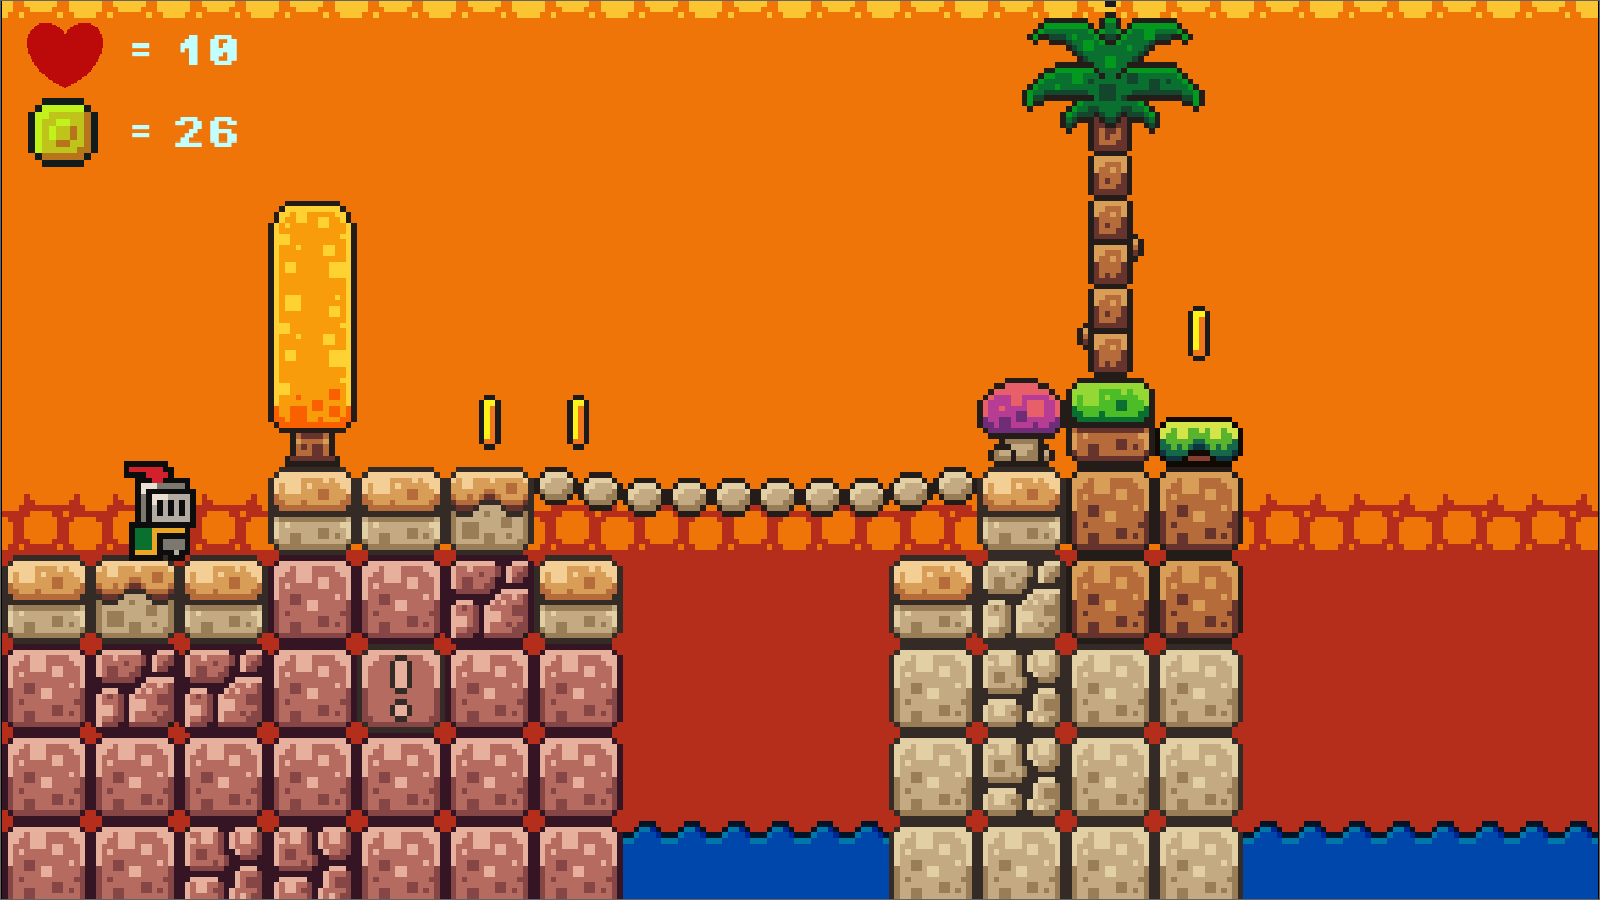 = 10
= 26
!